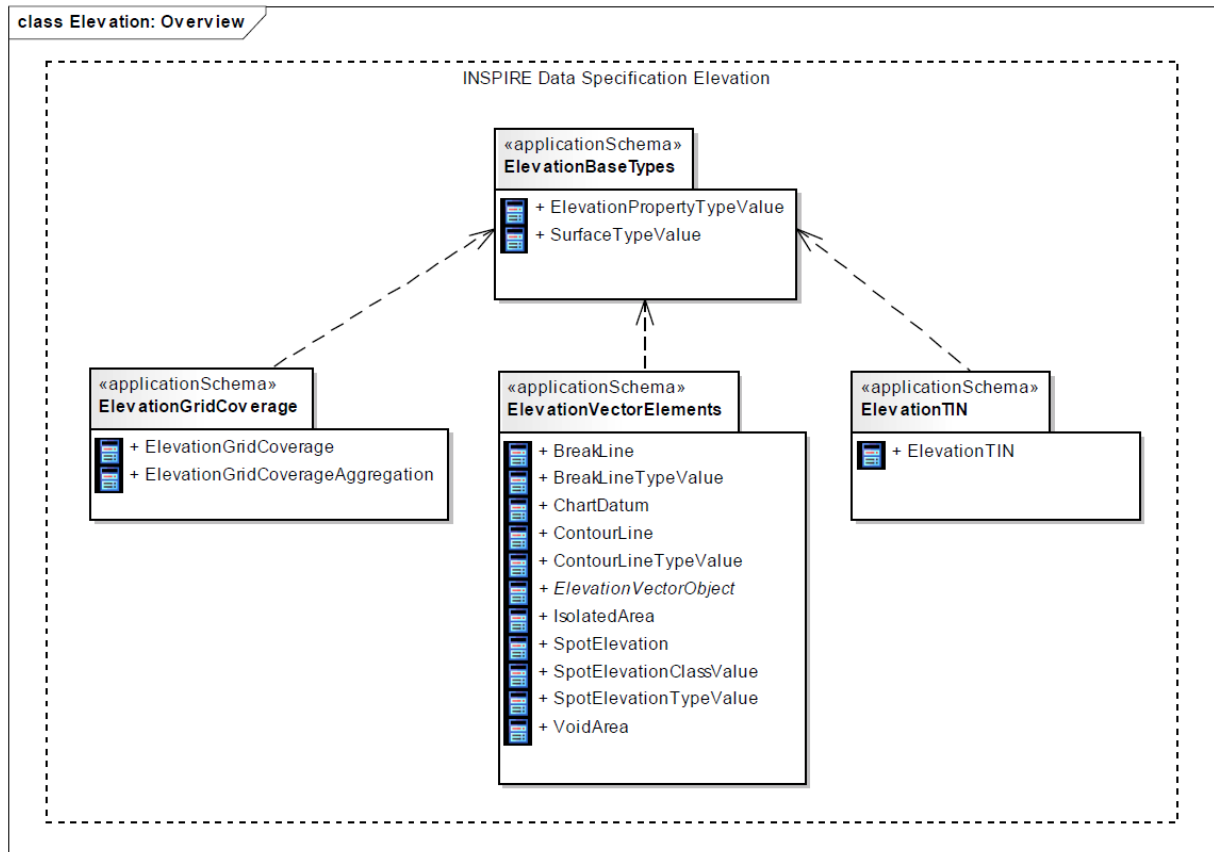 class Elevation: Overview
INSPIRE Data Specification Elevation
«applicationSchema»
ElevationBaseTypes
+ ElevationPropertyTypeValue
+ SurfaceTypeValue
«applicationSchema»
ElevationGridCoverage
+ ElevationGridCoverage
+ ElevationGridCoverageAggregation
«applicationSchema»
ElevationVectorElements
+ BreakLine
+ BreakLineTypeValue
+ ChartDatum
+ ContourLine
+ ContourLineTypeValue
+ ElevationVectorObject
+ IsolatedArea
+ SpotElevation
+ SpotElevationClassValue
+ SpotElevationTypeValue
+ VoidArea
«applicationSchema»
ElevationTIN
+ ElevationTIN